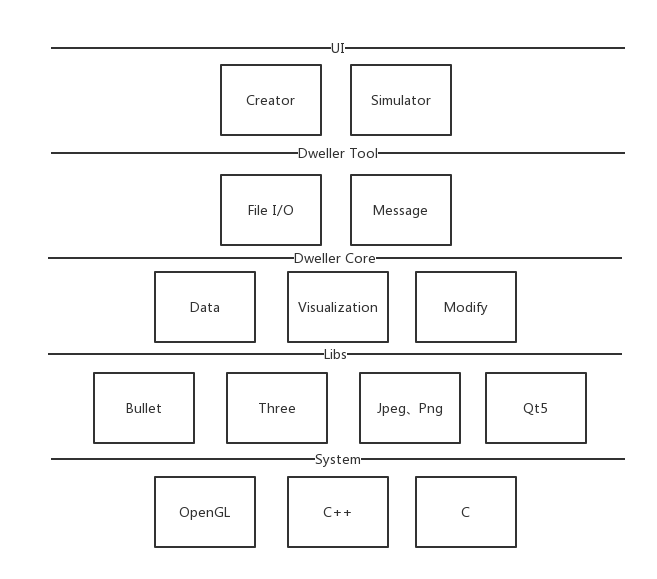 UI
Creator
Simulator
Dweller Tool
File I/O
Message
Dweller Core
Data
Visualization
Modify
Libs
Bullet
Three
Jpeg、Png
Qt5
System
OpenGL
C++
C